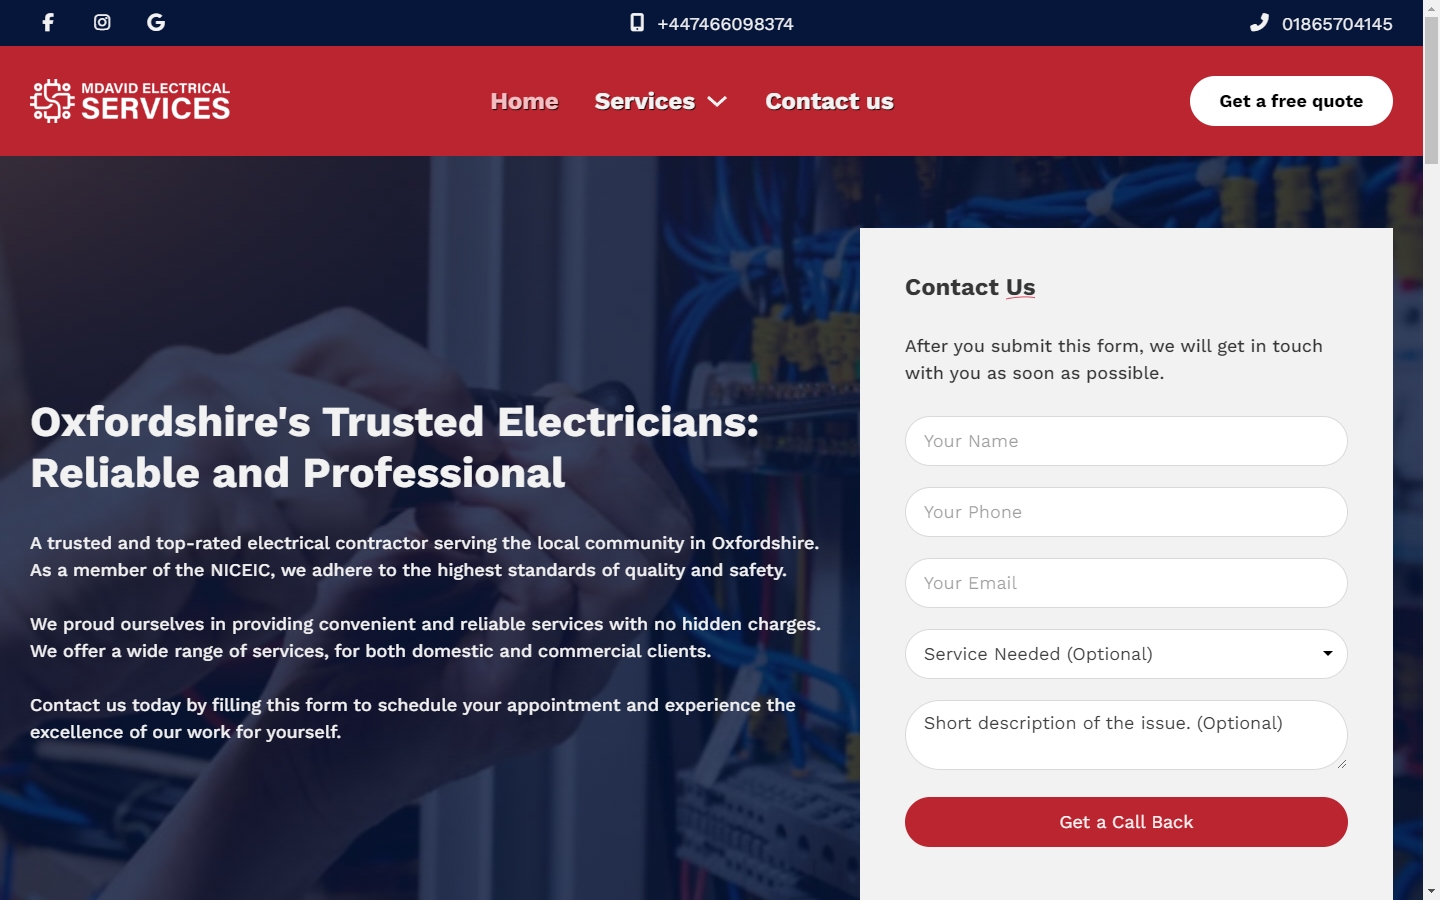 +447466098374
01865704145
MDAVID ELECTRICAL
SERVICES
Home
Services
Contact us
Get a free quote
Oxfordshire's Trusted Electricians:
Reliable and Professional
A trusted and top-rated electrical contractor serving the local community in Oxfordshire.
As a member of the NICEIC, we adhere to the highest standards of quality and safety.
We proud ourselves in providing convenient and reliable services with no hidden charges.
We offer a wide range of services, for both domestic and commercial clients.
Contact us today by filling this form to schedule your appointment and experience the
excellence of our work for yourself.
Contact Us
After you submit this form, we will get in touch
with you as soon as possible.
Your Name
Your Phone
Your Email
Service Needed (Optional)
Short description of the issue. (Optional)
Get a Call Back